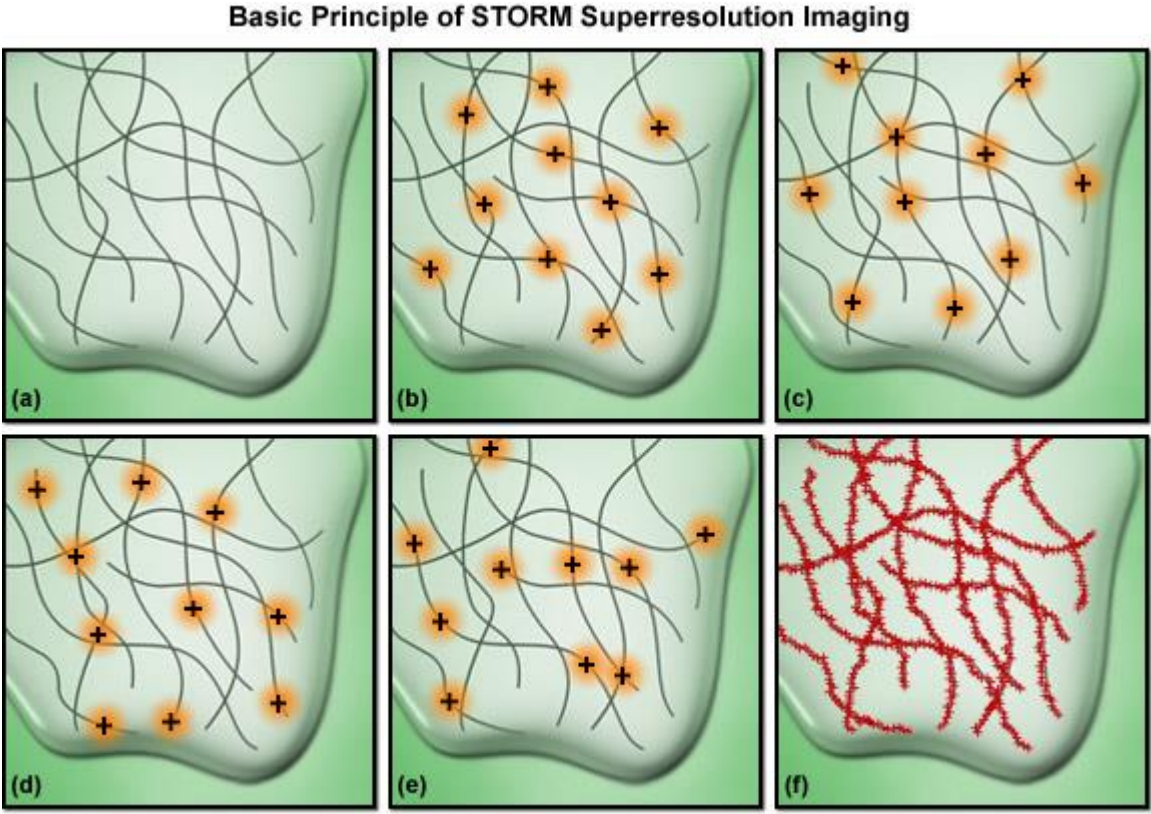 Basic Principle of STORM Superresolution Imaging
(a)
(b)
(c)
(d)
(e)
(f)